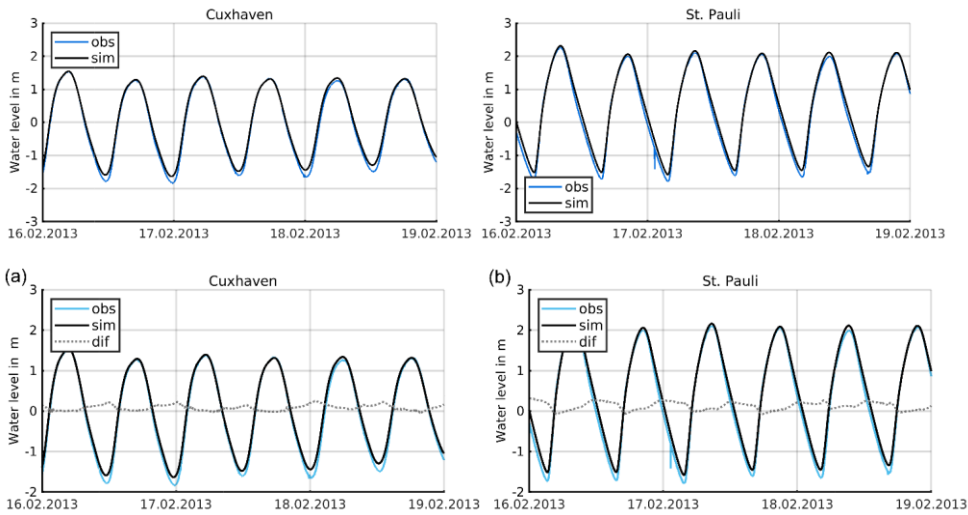 Cuxhaven
St. Pauli
3
2
1
0
-1
-2
-3
Water level in m
obs
sim
16.02.2013
17.02.2013
18.02.2013
19.02.2013
3
2
1
0
-1
-2
-3
Water level in m
obs
sim
16.02.2013
17.02.2013
18.02.2013
19.02.2013
(a)
Cuxhaven
(b)
St. Pauli
3
2
1
0
-1
-2
Water level in m
obs
sim
dif
16.02.2013
17.02.2013
18.02.2013
19.02.2013
3
2
1
0
-1
-2
Water level in m
obs
sim
dif
16.02.2013
17.02.2013
18.02.2013
19.02.2013